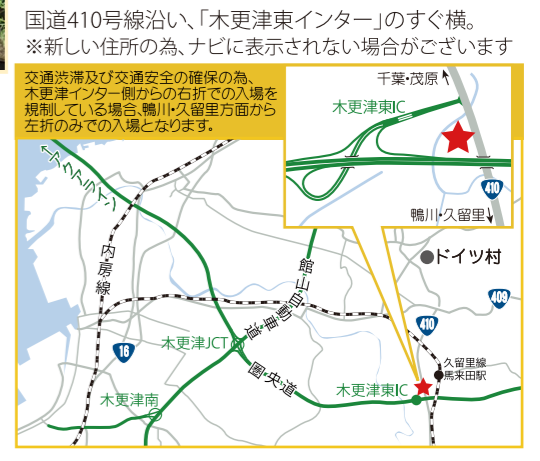 国道410号線沿い、「木更津東インター」のすぐ横。
※新しい住所の為、ナビに表示されない場合がございます
交通渋滞及び交通安全の確保の為、
木更津インター側からの右折での入場を
規制している場合、鴨川・久留里方面から
左折のみでの入場となります。
千葉・茂原
木更津東IC
410
鴨川・久留里
アクアライン
内・房・線
館・山・自・動・車・道
ドイツ村
409
410
16
木更津JCT
久留里線
馬来田駅
圏・央・道
木更津東IC
木更津南